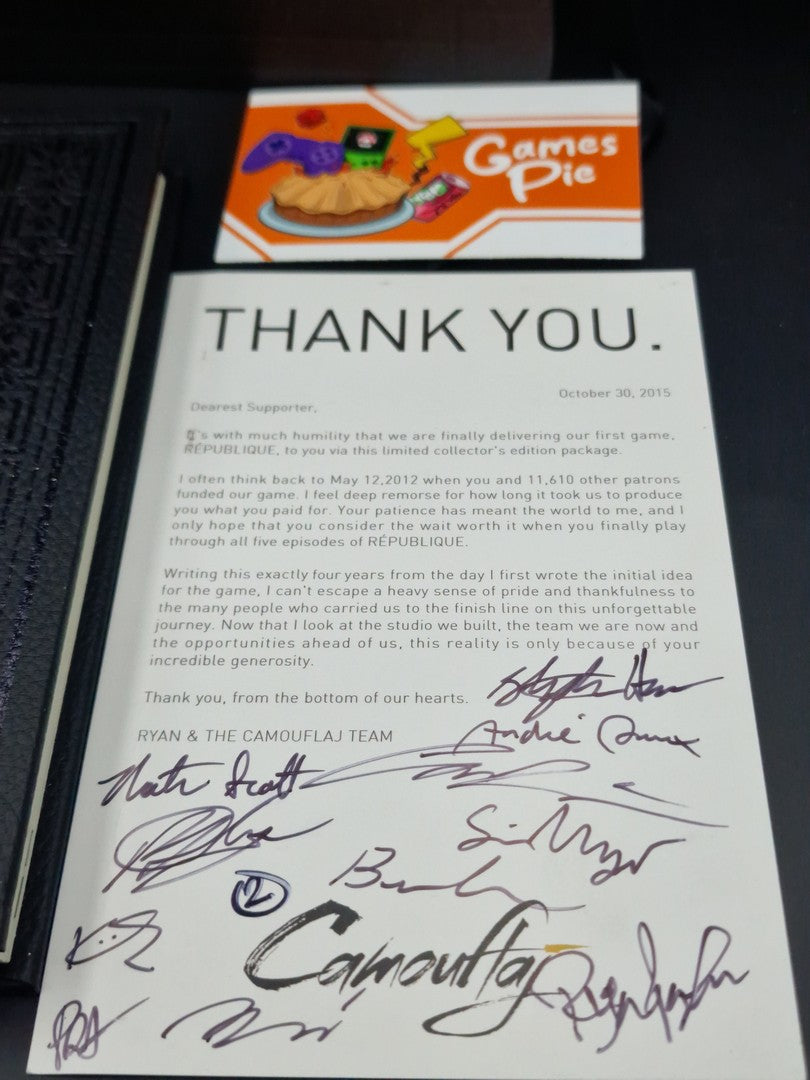 Games
Pie
THANK YOU.
October 30, 2015
Dearest Supporter,
It's with much humility that we are finally delivering our first game,
RÉPUBLIQUE, to you via this limited collector's edition package.
I often think back to May 12,2012 when you and 11,610 other patrons
funded our game. I feel deep remorse for how long it took us to produce
you what you paid for. Your patience has meant the world to me, and I
only hope that you consider the wait worth it when you finally play
through all five episodes of RÉPUBLIQUE.
Writing this exactly four years from the day I first wrote the initial idea
for the game, I can't escape a heavy sense of pride and thankfulness to
the many people who carried us to the finish line on this unforgettable
journey. Now that I look at the studio we built, the team we are now and
the opportunities ahead of us, this reality is only because of your
incredible generosity.
Thank you, from the bottom of our hearts.
RYAN & THE CAMOUFLAJ TEAM
André
Scott
2
Camouflaj